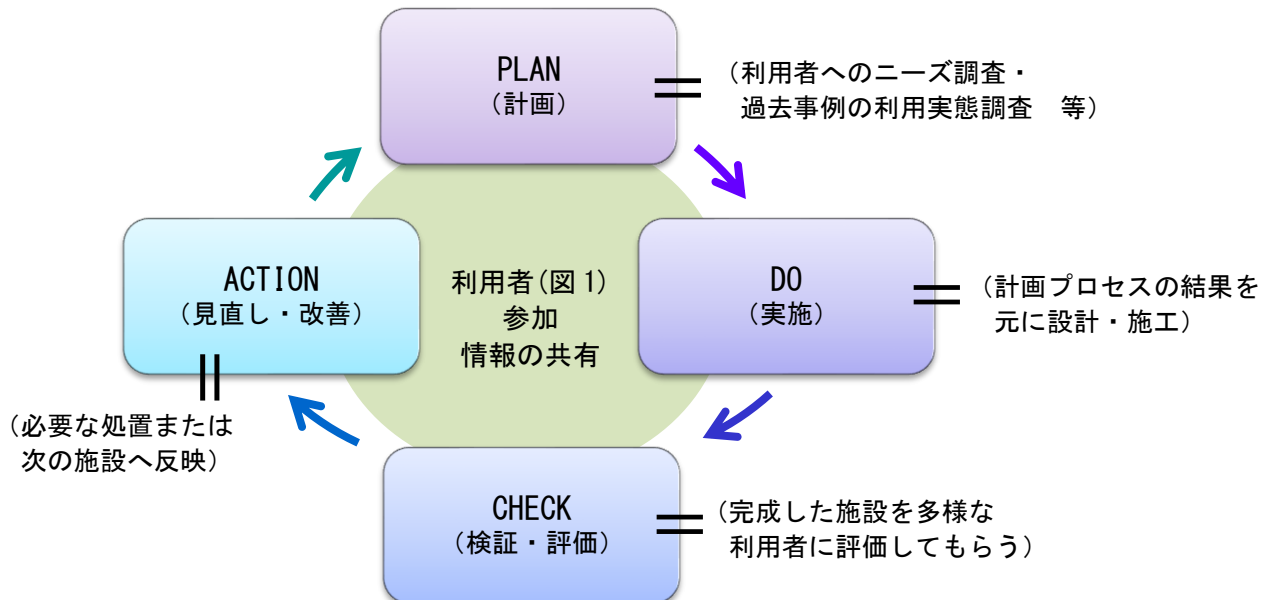 PLAN
（計画）
（利用者へのニーズ調査・
過去事例の利用実態調査　等）
ACTION
（見直し・改善）
利用者(図 1)
参加
情報の共有
DO
（実施）
（計画プロセスの結果を
元に設計・施工）
（必要な処置または
次の施設へ反映）
CHECK
（検証・評価）
（完成した施設を多様な
利用者に評価してもらう）